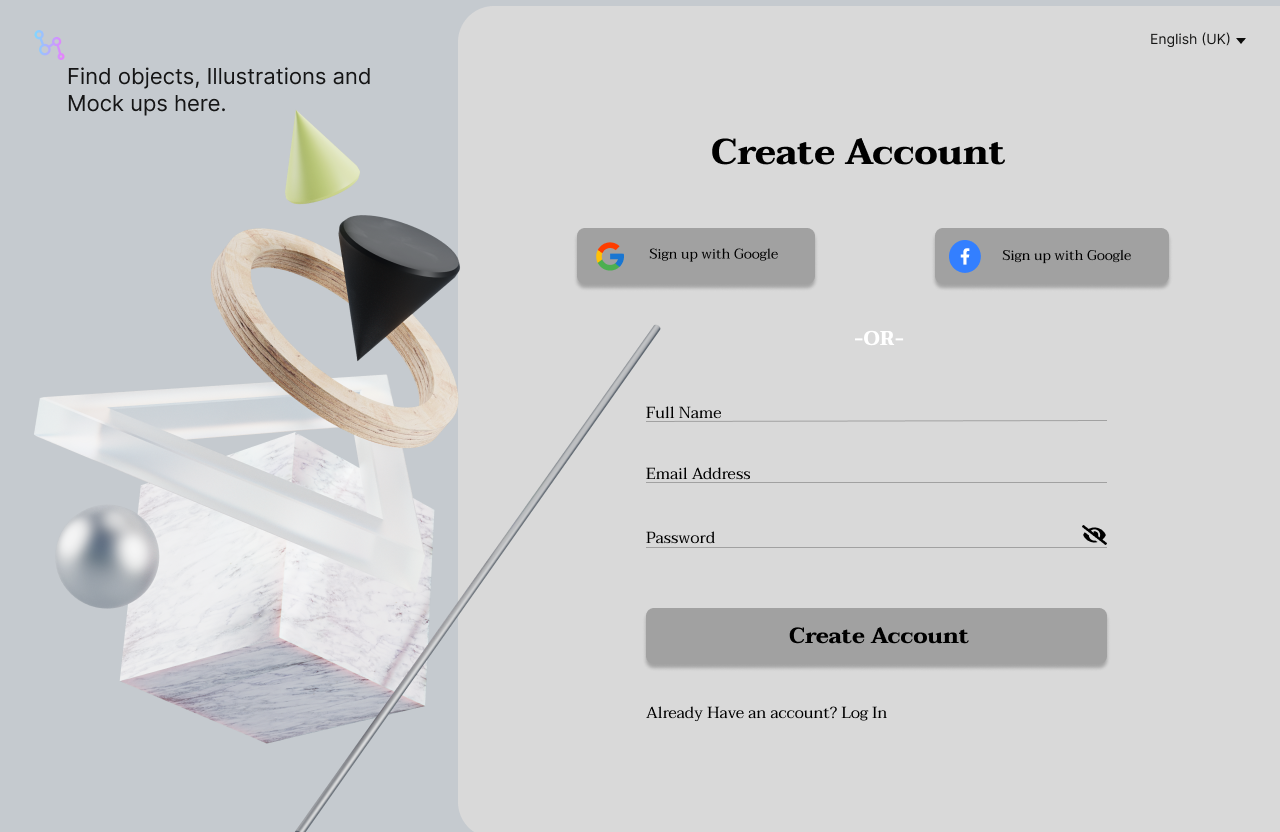 Find objects, Illustrations and
Mock ups here.
English (UK)
Create Account
Sign up with Google
Sign up with Google
-OR-
Full Name
Email Address
Password
Create Account
Already Have an account? Log In